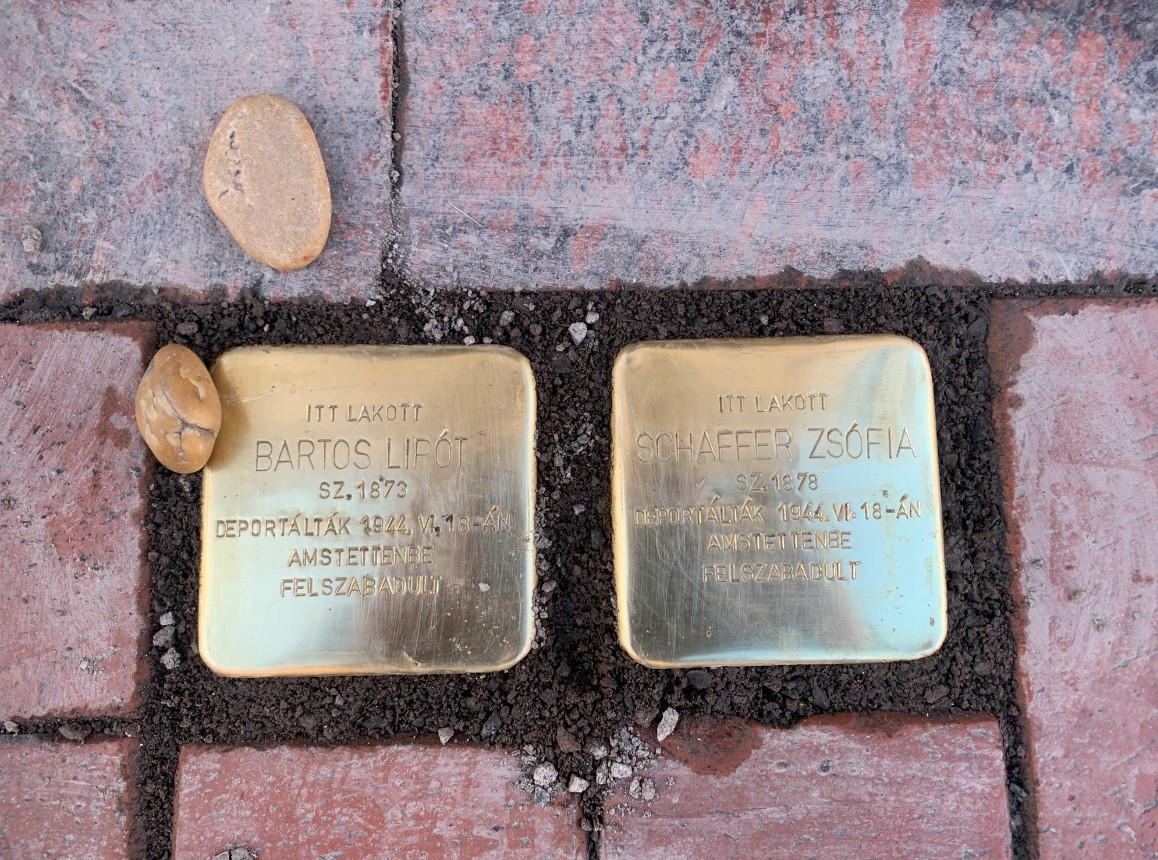 ITT LAKOTT
BARTOS LIPÓT
SZ. 1873
DEPORTÁLTÁK 1944. VI. 18-ÁN
AMSTETTENBE
FELSZABADULT
ITT LAKOTT
SCHAFFER ZSÓFIA
SZ. 1878
DEPORTÁLTÁK 1944. VI. 18-ÁN
AMSTETTENBE
FELSZABADULT